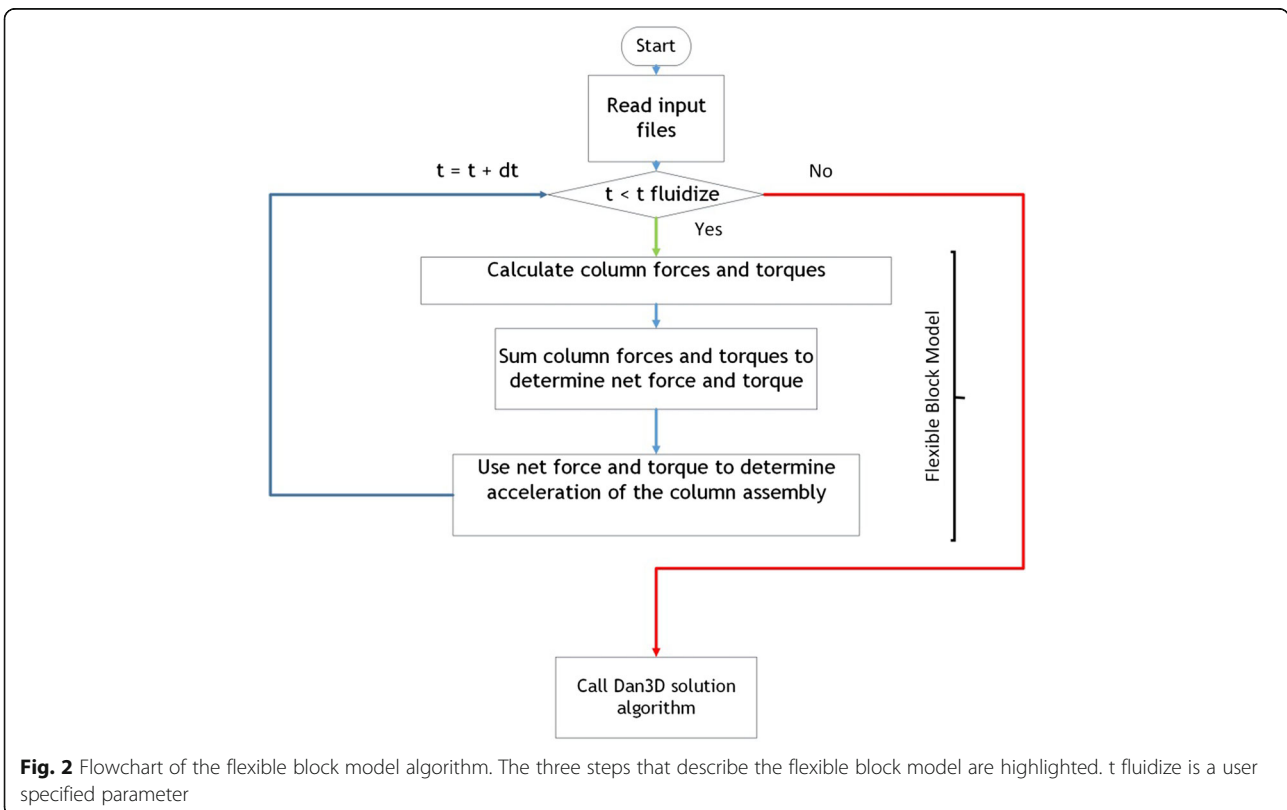 Start
Read input
files
t = t + dt
No
t < t fluidize
Yes
Calculate column forces and torques
Sum column forces and torques to
determine net force and torque
Use net force and torque to determine
acceleration of the column assembly
Flexible Block Model
Call Dan3D solution
algorithm
Fig. 2 Flowchart of the flexible block model algorithm. The three steps that describe the flexible block model are highlighted. t fluidize is a user
specified parameter